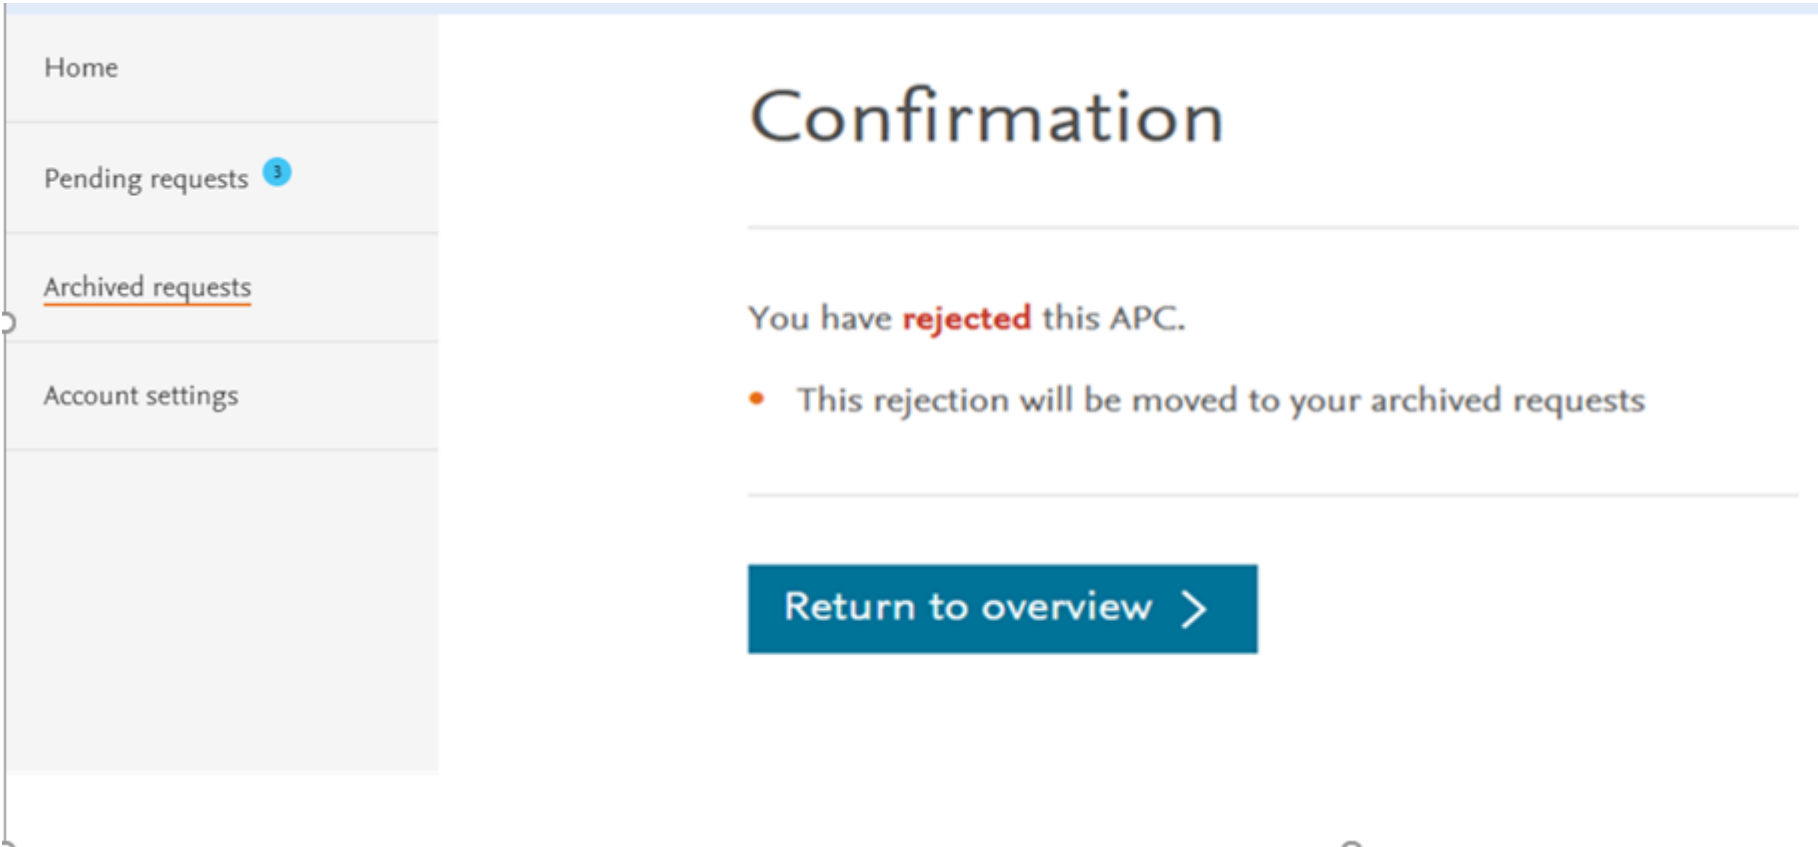 Home
Pending requests 3
Archived requests
Account settings
Confirmation
You have rejected this APC.
• This rejection will be moved to your archived requests
Return to overview >